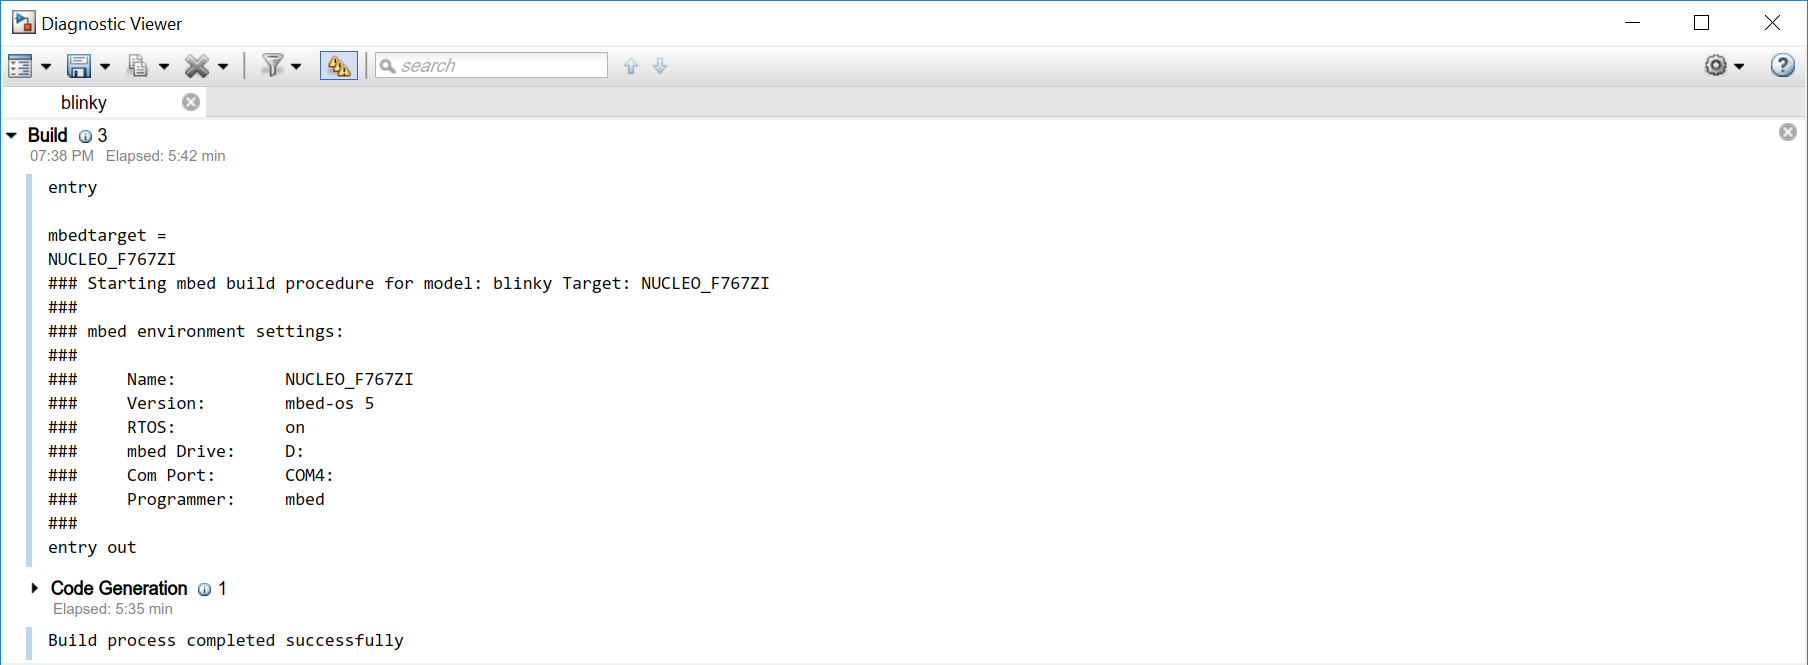 Diagnostic Viewer
search
blinky
Build 3
07:38 PM Elapsed: 5:42 min
entry
mbedtarget =
NUCLEO_F767ZI
### Starting mbed build procedure for model: blinky Target: NUCLEO_F767ZI
###
### mbed environment settings:
###
### Name: NUCLEO_F767ZI
### Version: mbed-os 5
### RTOS: on
### mbed Drive: D:
### Com Port: COM4:
### Programmer: mbed
###
entry out
Code Generation 1
Elapsed: 5:35 min
Build process completed successfully